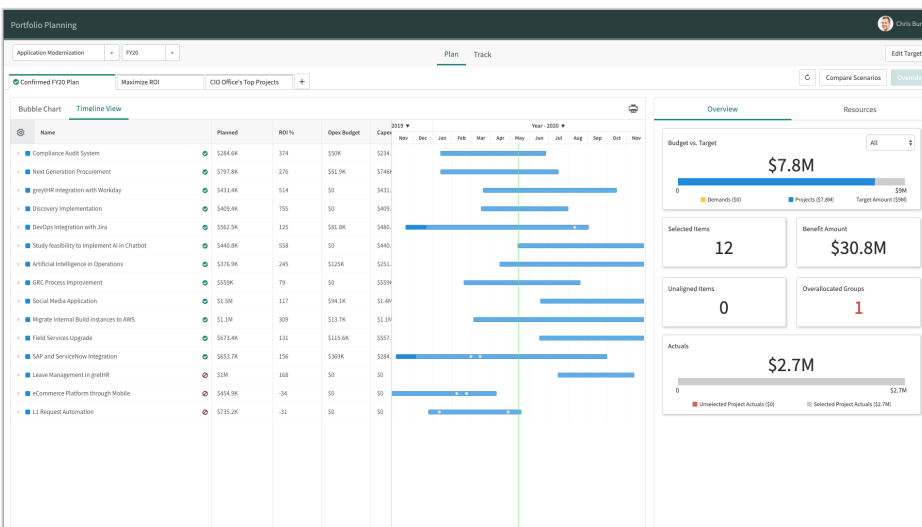 Portfolio Planning
Chris Bur
Application Modernization
FY20
Plan
Track
Edit Target
Confirmed FY20 Plan
Maximize ROI
CIO Office's Top Projects
+
Compare Scenarios
Override
Bubble Chart
Timeline View
Name Planned ROI % Opex Budget Capex
2019 Year - 2020
Nov Dec Jan Feb Mar Apr May Jun Jul Aug Sep Oct Nov
Compliance Audit System $284.6K 374 $50K $234.
Next Generation Procurement $797.8K 276 $51.9K $746K
greytHR integration with Workday $431.4K 514 $0 $431.
Discovery Implementation $409.4K 755 $0 $409.
DevOps Integration with Jira $562.5K 125 $81.8K $480.
Study feasibility to implement AI in Chatbot $440.8K 558 $0 $440.
Artificial Intelligence in Operations $376.9K 245 $125K $251.
GRC Process Improvement $559K 79 $0 $559K
Social Media Application $1.5M 117 $94.1K $1.4M
Migrate Internal Build instances to AWS $1.1M 309 $13.7K $1.1M
Field Services Upgrade $673.4K 131 $115.6K $557.
SAP and ServiceNow Integration $653.7K 156 $369K $284.
Leave Management in gretHR $1M 168 $0 $0
eCommerce Platform through Mobile $454.9K -34 $0 $0
L1 Request Automation $735.2K -31 $0 $0
Overview
Resources
Budget vs. Target
All
$7.8M
0 $9M
Demands ($0) Projects ($7.8M) Target Amount ($9M)
Selected Items
12
Benefit Amount
$30.8M
Unaligned Items
0
Overallocated Groups
1
Actuals
$2.7M
0 $2.7M
Unselected Project Actuals ($0) Selected Project Actuals ($2.7M)